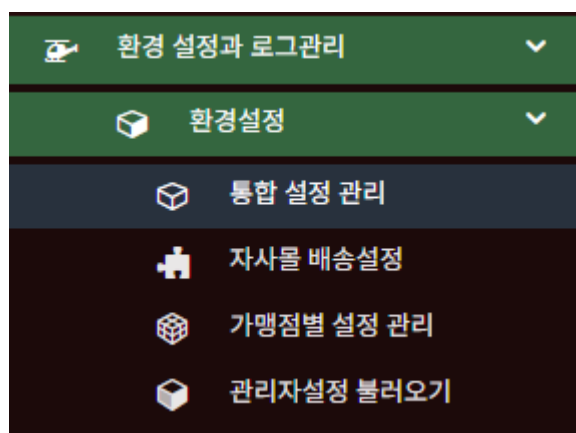 환경 설정과 로그관리
환경설정
통합 설정 관리
자사몰 배송설정
가맹점별 설정 관리
관리자설정 불러오기